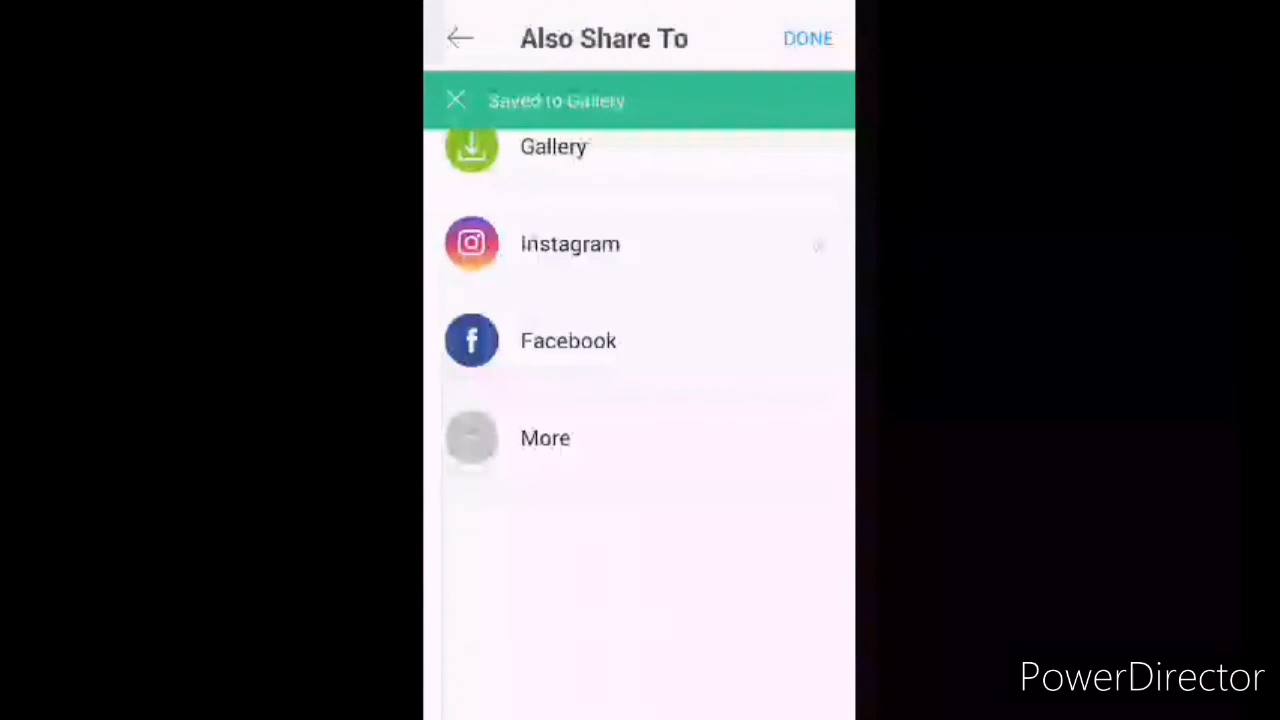 Also Share To
DONE
Saved to Gallery
Gallery
Instagram
Facebook
More
PowerDirector